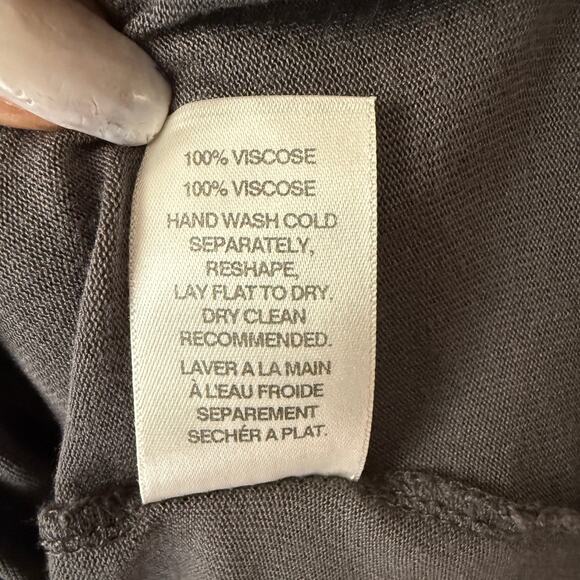 100% VISCOSE
100% VISCOSE
HAND WASH COLD
SEPARATELY,
RESHAPE,
LAY FLAT TO DRY.
DRY CLEAN
RECOMMENDED.
LAVER A LA MAIN
À L'EAU FROIDE
SEPAREMENT
SECHÉR A PLAT.